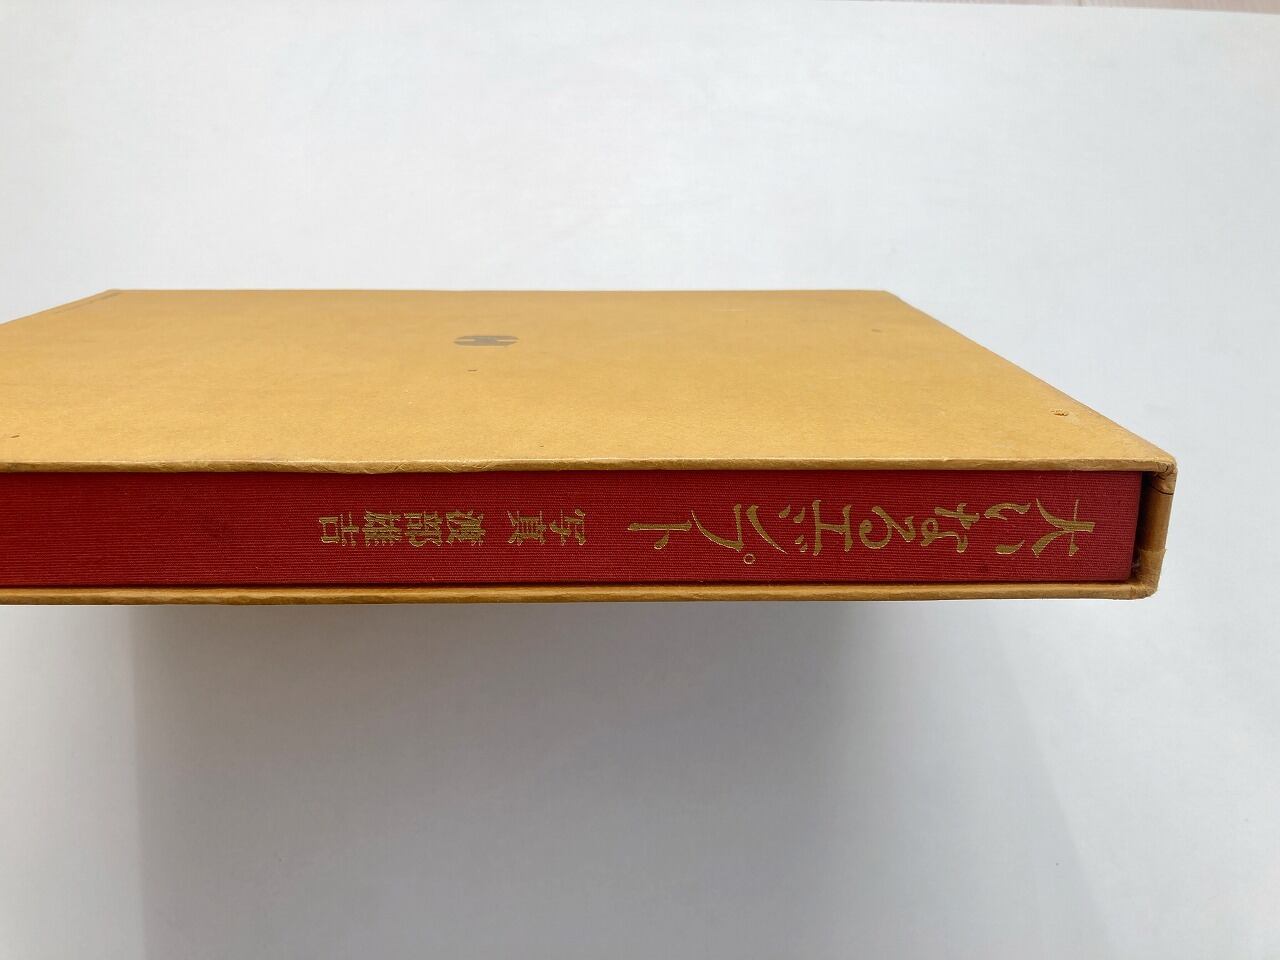 大いなるエジプト
写真 渡部雄吉